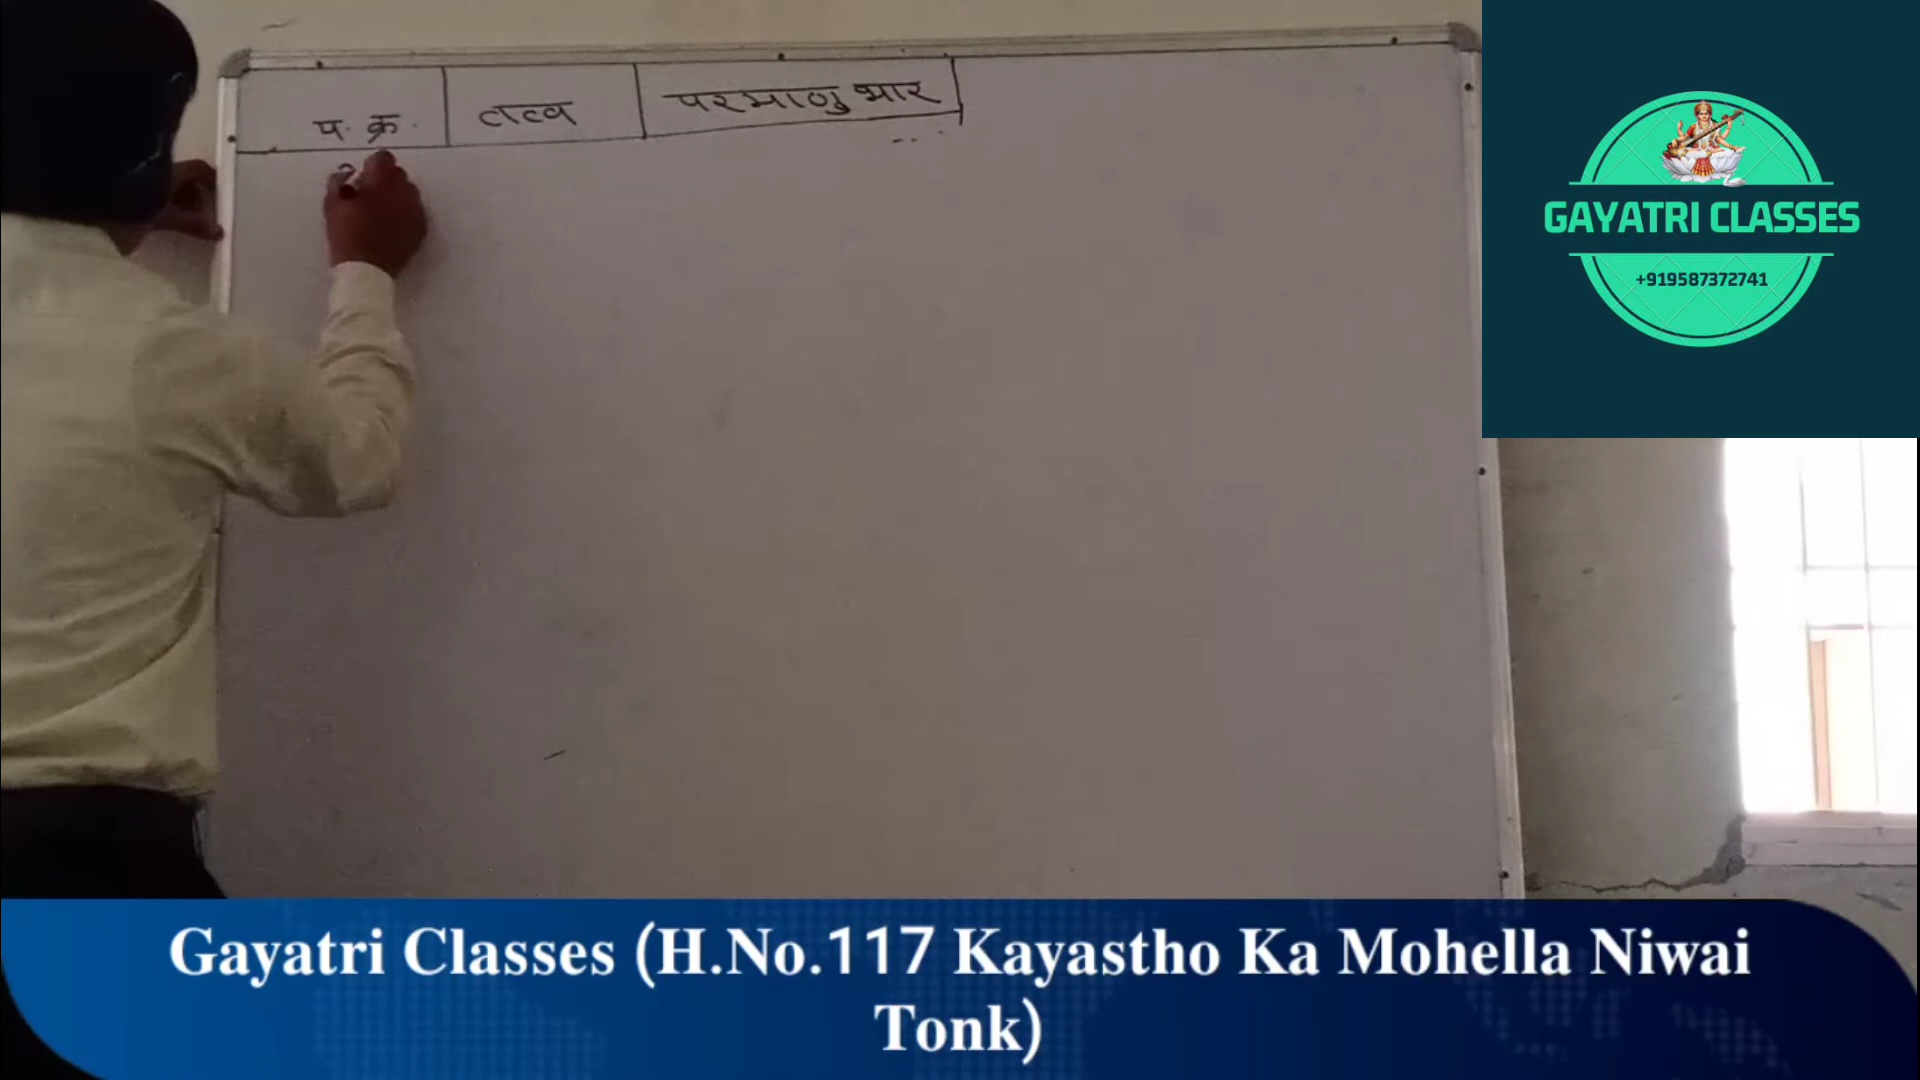 प. क्र. तत्व परमाणु भार
GAYATRI CLASSES
+919587372741
Gayatri Classes (H.No.117 Kayastho Ka Mohella Niwai
Tonk)